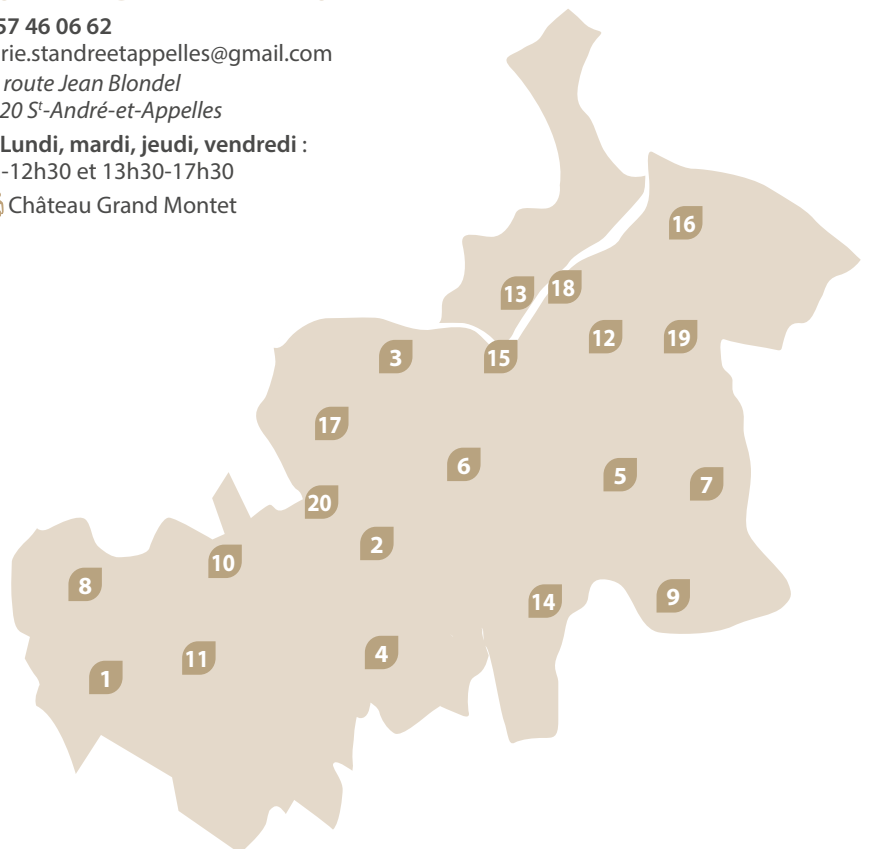 57 46 06 62
rie.standreetappelles@gmail.com
route Jean Blondel
20 Sᵗ-André-et-Appelles
Lundi, mardi, jeudi, vendredi :
-12h30 et 13h30-17h30
Château Grand Montet
16
13
18
12
19
3
15
17
6
5
7
20
2
10
8
14
9
11
4
1